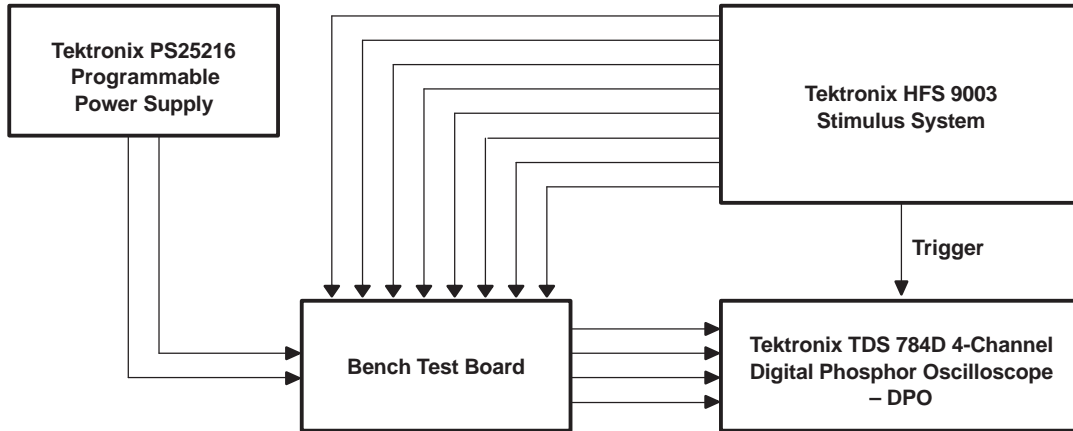 Tektronix PS25216
Programmable
Power Supply
Tektronix HFS 9003
Stimulus System
Trigger
Bench Test Board
Tektronix TDS 784D 4-Channel
Digital Phosphor Oscilloscope
– DPO